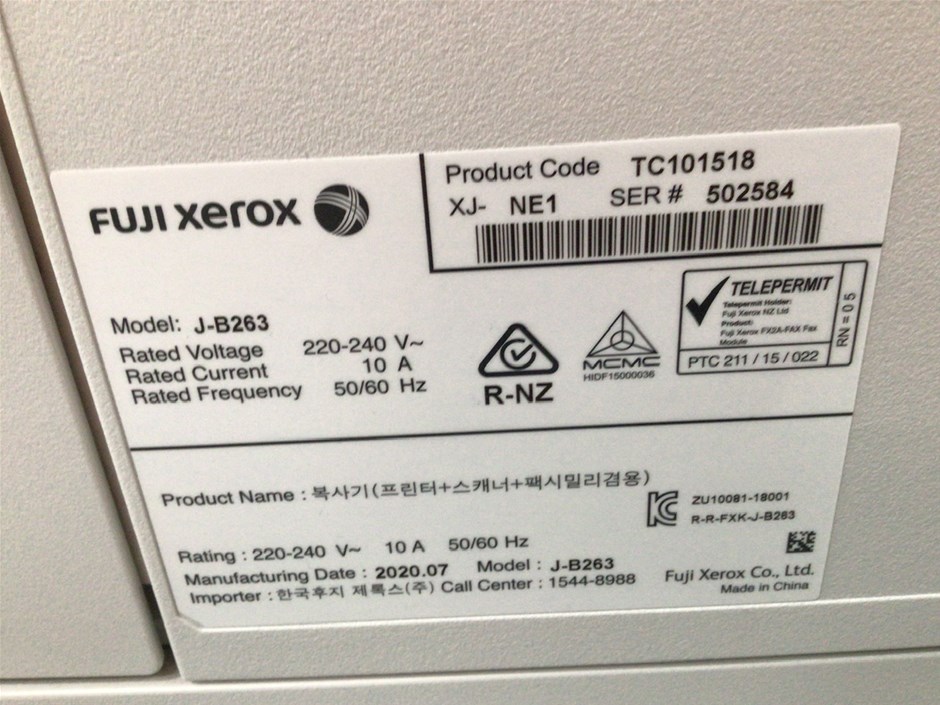 FUJI xerox
Product Code TC101518
XJ- NE1 SER # 502584
Model: J-B263
Rated Voltage 220-240 V~
Rated Current 10 A
Rated Frequency 50/60 Hz
R-NZ
MCMC
HIDF15000036
TELEPERMIT
Telepermit Holder:
Fuji Xerox NZ Ltd
Product:
Fuji Xerox FX2A-FAX Fax
Module
PTC 211 / 15 / 022
RN = 0 5
Product Name : 복사기(프린터+스캐너+팩시밀리겸용)
ZU10081-18001
R-R-FXK-J-B263
Rating : 220-240 V~ 10 A 50/60 Hz
Manufacturing Date : 2020.07 Model : J-B263
Importer : 한국후지 제록스(주) Call Center : 1544-8988
Fuji Xerox Co., Ltd.
Made in China